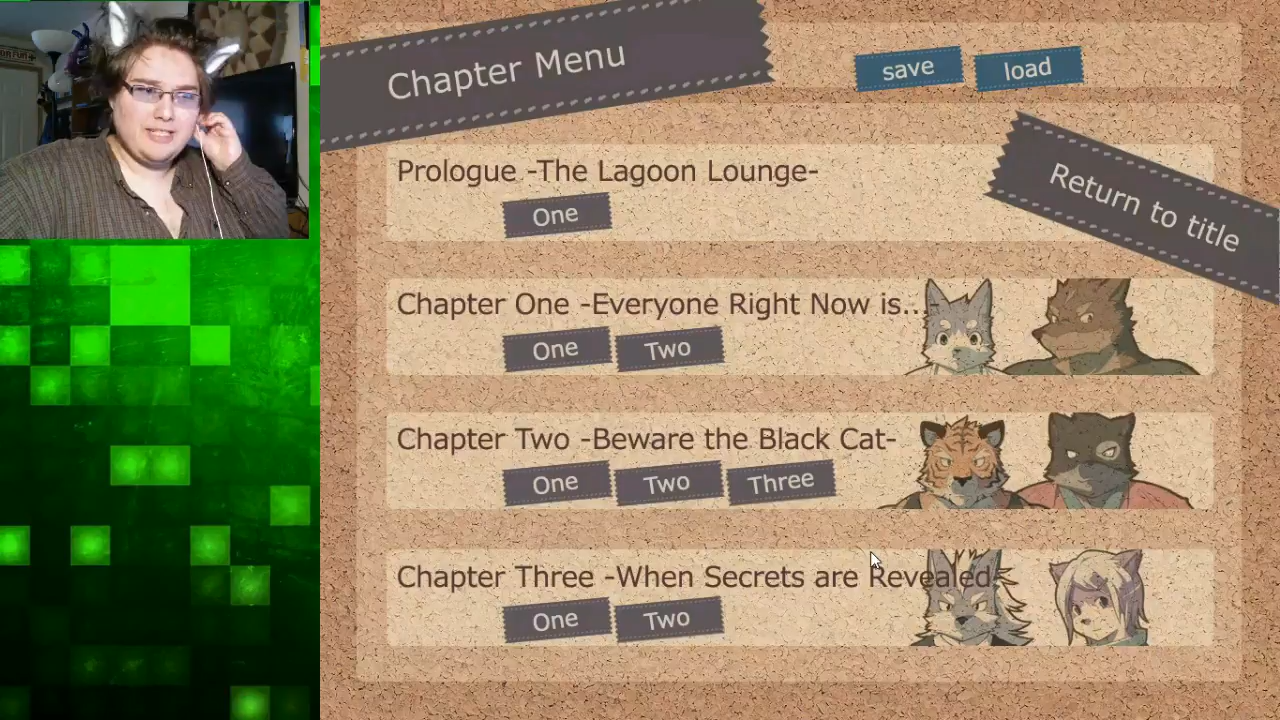 Chapter Menu
save
load
Return to title
Prologue -The Lagoon Lounge-
One
Chapter One -Everyone Right Now is...-
One
Two
Chapter Two -Beware the Black Cat-
One
Two
Three
Chapter Three -When Secrets are Revealed-
One
Two